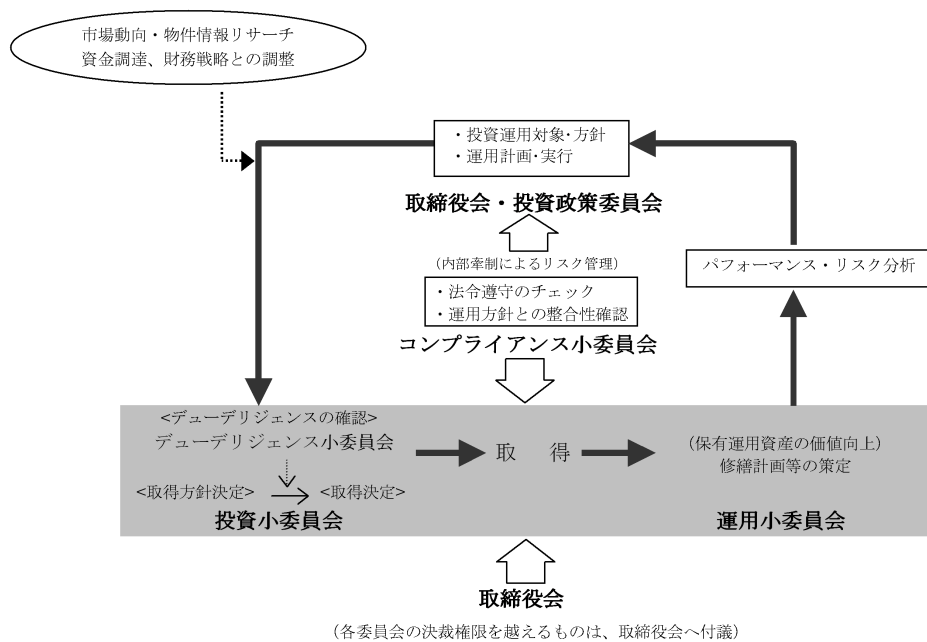 市場動向・物件情報リサーチ
資金調達、財務戦略との調整
・投資運用対象・方針
・運用計画・実行
取締役会・投資政策委員会
(内部牽制によるリスク管理)
・法令遵守のチェック
・運用方針との整合性確認
コンプライアンス小委員会
パフォーマンス・リスク分析
<デューデリジェンスの確認>
デューデリジェンス小委員会
<取得方針決定>
<取得決定>
投資小委員会
取 得
(保有運用資産の価値向上)
修繕計画等の策定
運用小委員会
取締役会
(各委員会の決裁権限を越えるものは、取締役会へ付議)